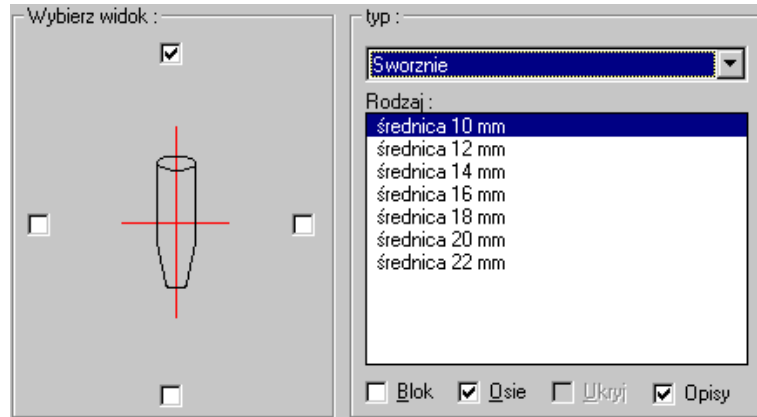 Wybierz widok :
typ :
Sworznie
Rodzaj :
średnica 10 mm
średnica 12 mm
średnica 14 mm
średnica 16 mm
średnica 18 mm
średnica 20 mm
średnica 22 mm
Blok Osie Ukryj Opisy